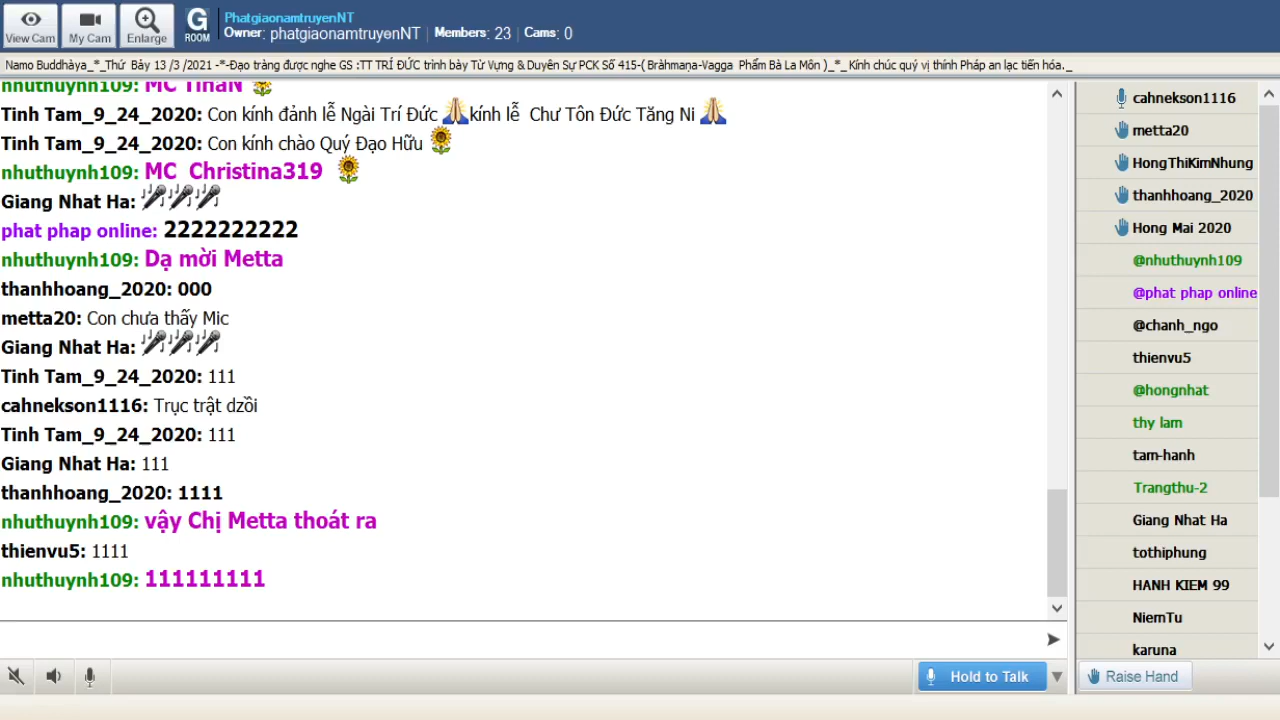 View Cam
My Cam
Enlarge
G
ROOM
PhatgiaonamtruyenNT
Owner: phatgiaonamtruyenNT | Members: 23 | Cams: 0
Namo Buddhàya_*_Thứ Bảy 13 /3 /2021 -*-Đạo tràng được nghe GS :TT TRÍ ĐỨC trình bày Từ Vựng & Duyên Sự PCK Số 415-( Bràhmaṇa-Vagga Phẩm Bà La Môn )_*_ Kính chúc quý vị thính Pháp an lạc tiến hóa._
nhuthuynh109: MC TinaN
Tinh Tam_9_24_2020: Con kính đảnh lễ Ngài Trí Đức kính lễ Chư Tôn Đức Tăng Ni
Tinh Tam_9_24_2020: Con kính chào Quý Đạo Hữu
nhuthuynh109: MC Christina319
Giang Nhat Ha:
phat phap online: 2222222222
nhuthuynh109: Dạ mời Metta
thanhhoang_2020: 000
metta20: Con chưa thấy Mic
Giang Nhat Ha:
Tinh Tam_9_24_2020: 111
cahnekson1116: Trục trật dzồi
Tinh Tam_9_24_2020: 111
Giang Nhat Ha: 111
thanhhoang_2020: 1111
nhuthuynh109: vậy Chị Metta thoát ra
thienvu5: 1111
nhuthuynh109: 111111111
Hold to Talk
cahnekson1116
metta20
HongThiKimNhung
thanhhoang_2020
Hong Mai 2020
@nhuthuynh109
@phat phap online
@chanh_ngo
thienvu5
@hongnhat
thy lam
tam-hanh
Trangthu-2
Giang Nhat Ha
tothiphung
HANH KIEM 99
NiemTu
karuna
Raise Hand